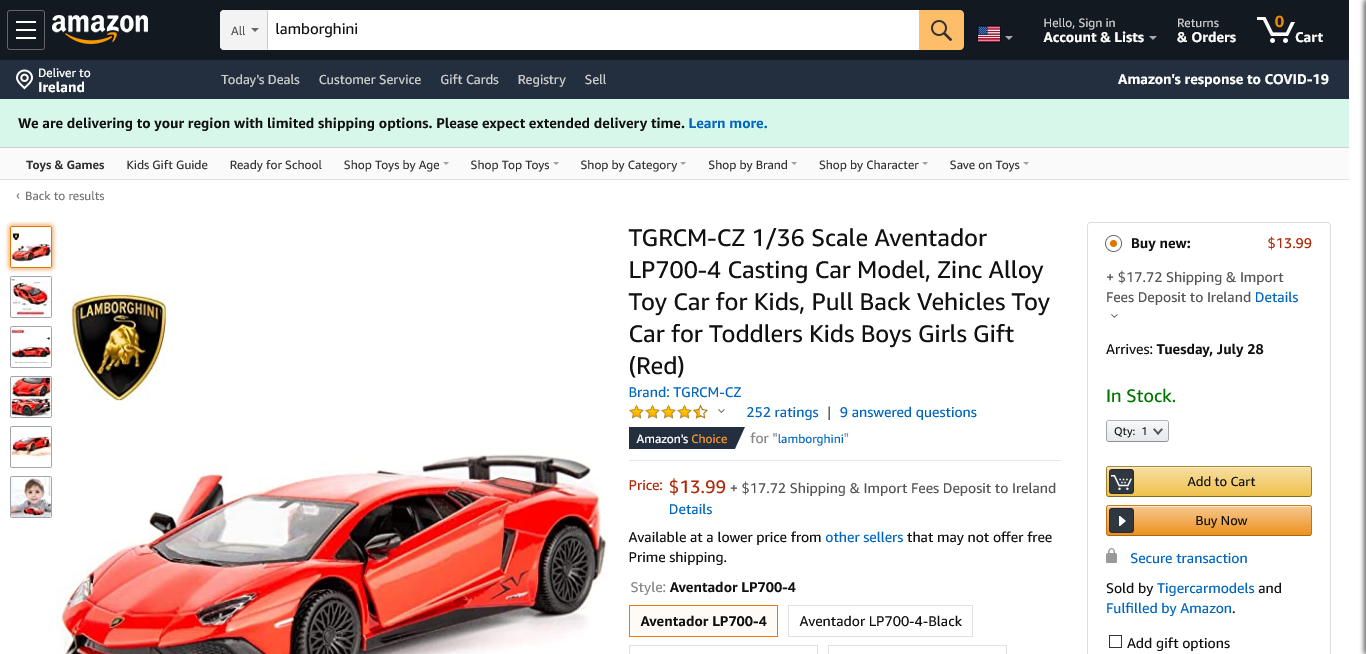 amazon
All
lamborghini
Hello, Sign in
Account & Lists
Returns
& Orders
0
Cart
Deliver to
Ireland
Today's Deals
Customer Service
Gift Cards
Registry
Sell
Amazon's response to COVID-19
We are delivering to your region with limited shipping options. Please expect extended delivery time. Learn more.
Toys & Games
Kids Gift Guide
Ready for School
Shop Toys by Age
Shop Top Toys
Shop by Category
Shop by Brand
Shop by Character
Save on Toys
‹ Back to results
LAMBORGHINI
TGRCM-CZ 1/36 Scale Aventador
LP700-4 Casting Car Model, Zinc Alloy
Toy Car for Kids, Pull Back Vehicles Toy
Car for Toddlers Kids Boys Girls Gift
(Red)
Brand: TGRCM-CZ
252 ratings | 9 answered questions
Amazon's Choice for "lamborghini"
Price: $13.99 + $17.72 Shipping & Import Fees Deposit to Ireland
Details
Available at a lower price from other sellers that may not offer free
Prime shipping.
Style: Aventador LP700-4
Aventador LP700-4
Aventador LP700-4-Black
SV
Buy new: $13.99
+ $17.72 Shipping & Import
Fees Deposit to Ireland Details
Arrives: Tuesday, July 28
In Stock.
Qty: 1
Add to Cart
Buy Now
Secure transaction
Sold by Tigercarmodels and
Fulfilled by Amazon.
Add gift options